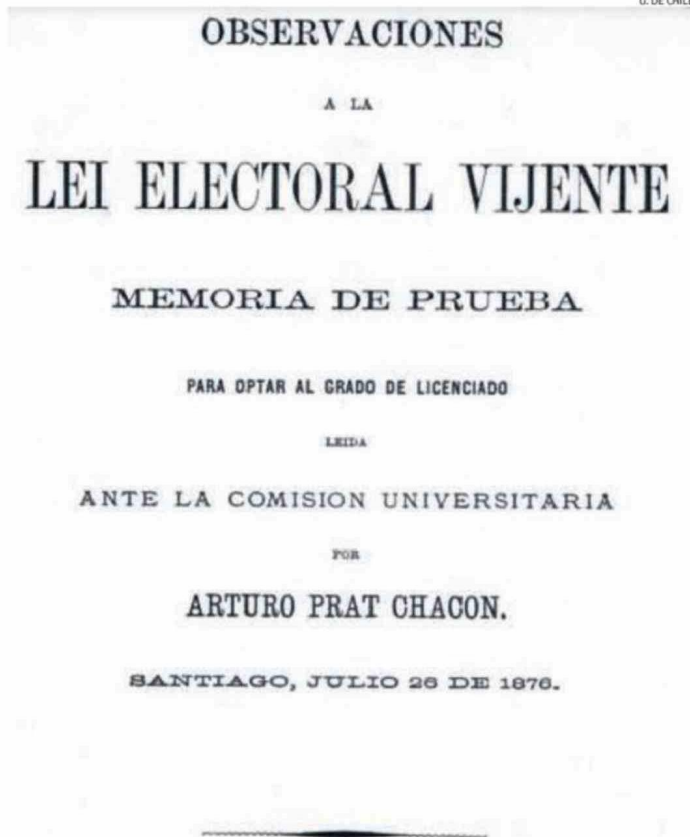 OBSERVACIONES
A LA
LEI ELECTORAL VIJENTE
MEMORIA DE PRUEBA
PARA OPTAR AL GRADO DE LICENCIADO
LEIDA
ANTE LA COMISION UNIVERSITARIA
POR
ARTURO PRAT CHACON.
SANTIAGO, JULIO 26 DE 1876.